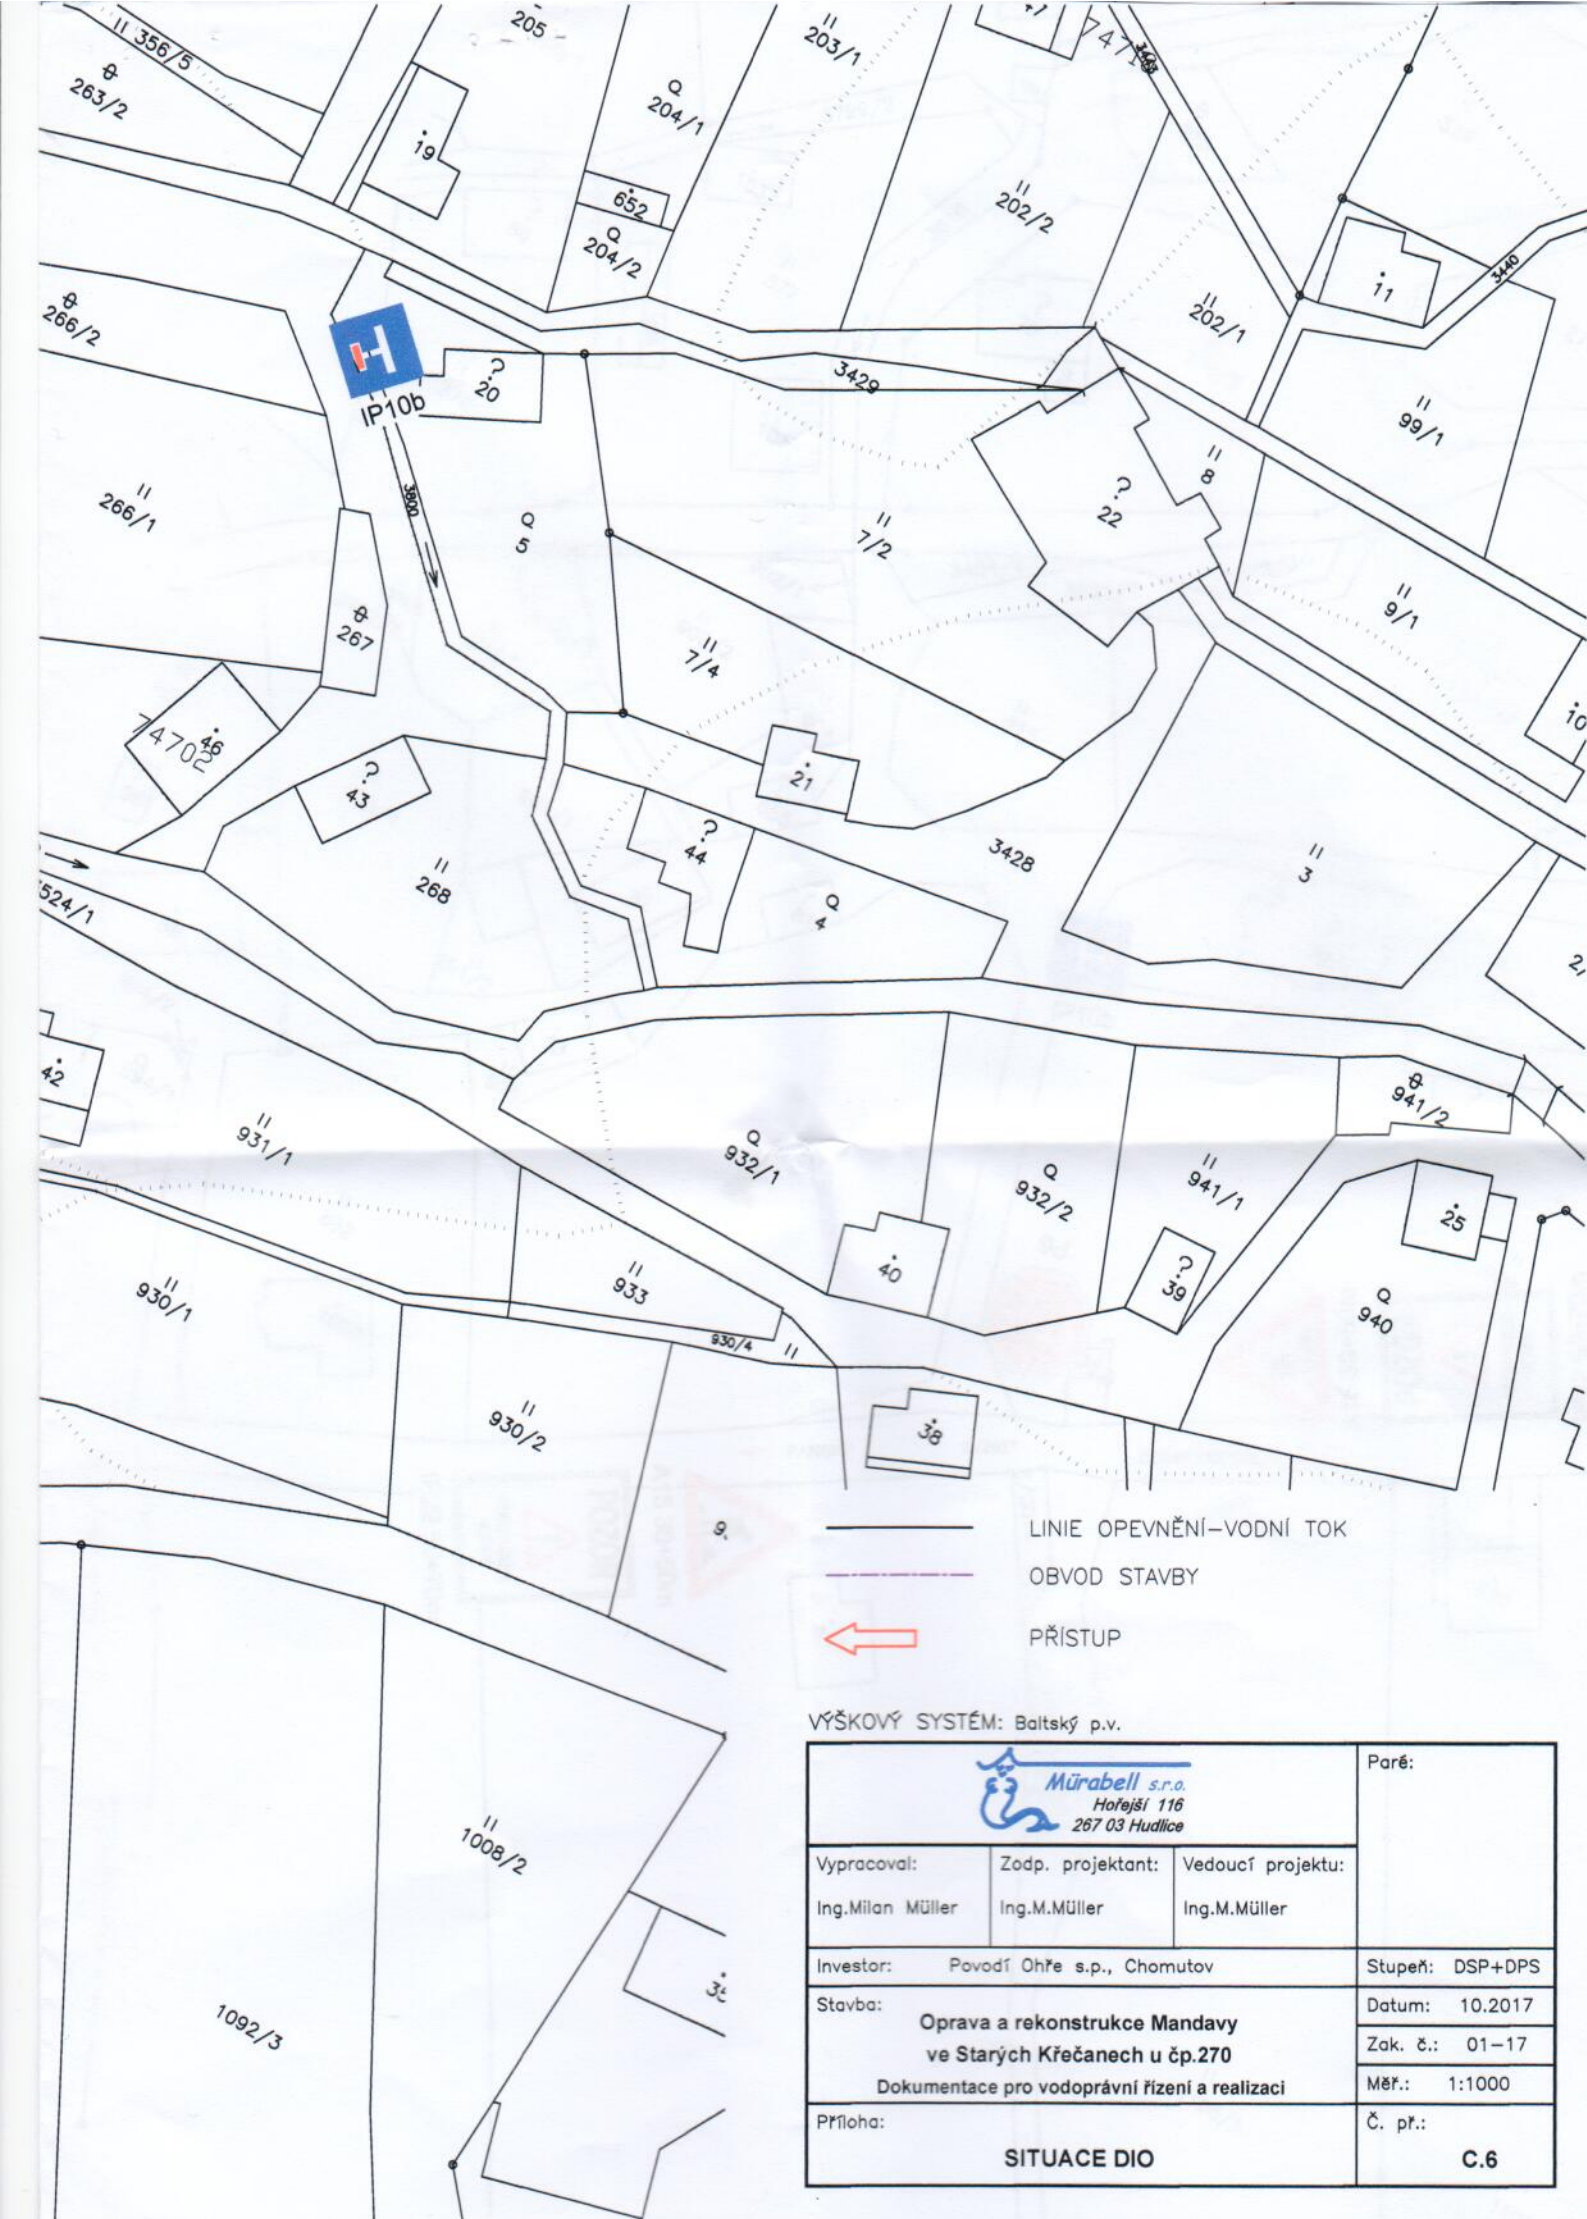 356/5
205
203/1
47
3443
263/2
204/1
19
652
204/2
202/2
202/1
11
3440
266/2
20
IP10b
3429
99/1
266/1
3800
5
7/2
22
8
9/1
267
7/4
10
74702
46
43
21
44
268
4
3428
3
524/1
42
931/1
932/1
932/2
941/1
941/2
25
40
39
940
930/1
933
930/4
930/2
38
LINIE OPEVNĚNÍ-VODNÍ TOK
OBVOD STAVBY
PŘÍSTUP
VÝŠKOVÝ SYSTÉM: Baltský p.v.
Mürabell s.r.o.
Hořejší 116
267 03 Hudlice
Paré:
Vypracoval: Zodp. projektant: Vedoucí projektu:
Ing.Milan Müller Ing.M.Müller Ing.M.Müller
Investor: Povodí Ohře s.p., Chomutov
Stupeň: DSP+DPS
Stavba:
Oprava a rekonstrukce Mandavy
ve Starých Křečanech u čp.270
Dokumentace pro vodoprávní řízení a realizaci
Datum: 10.2017
Zak. č.: 01-17
Měř.: 1:1000
Příloha:
SITUACE DIO
Č. př.:
C.6
1008/2
1092/3